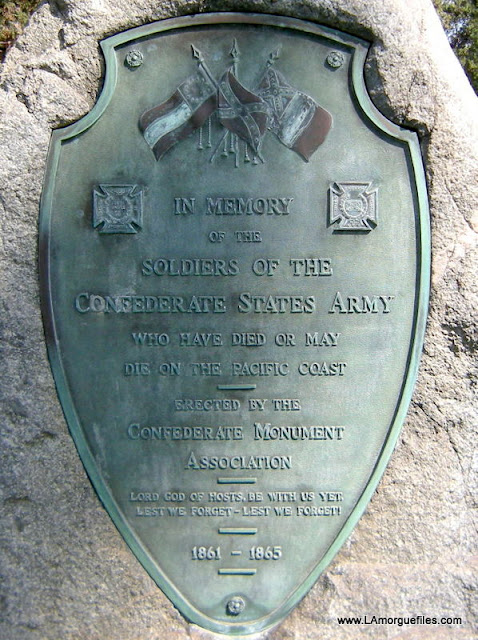 IN MEMORY
OF THE
SOLDIERS OF THE
CONFEDERATE STATES ARMY
WHO HAVE DIED OR MAY
DIE ON THE PACIFIC COAST
ERECTED BY THE
CONFEDERATE MONUMENT
ASSOCIATION
LORD GOD OF HOSTS, BE WITH US YET,
LEST WE FORGET - LEST WE FORGET!
1861 - 1865
www.LAmorguefiles.com